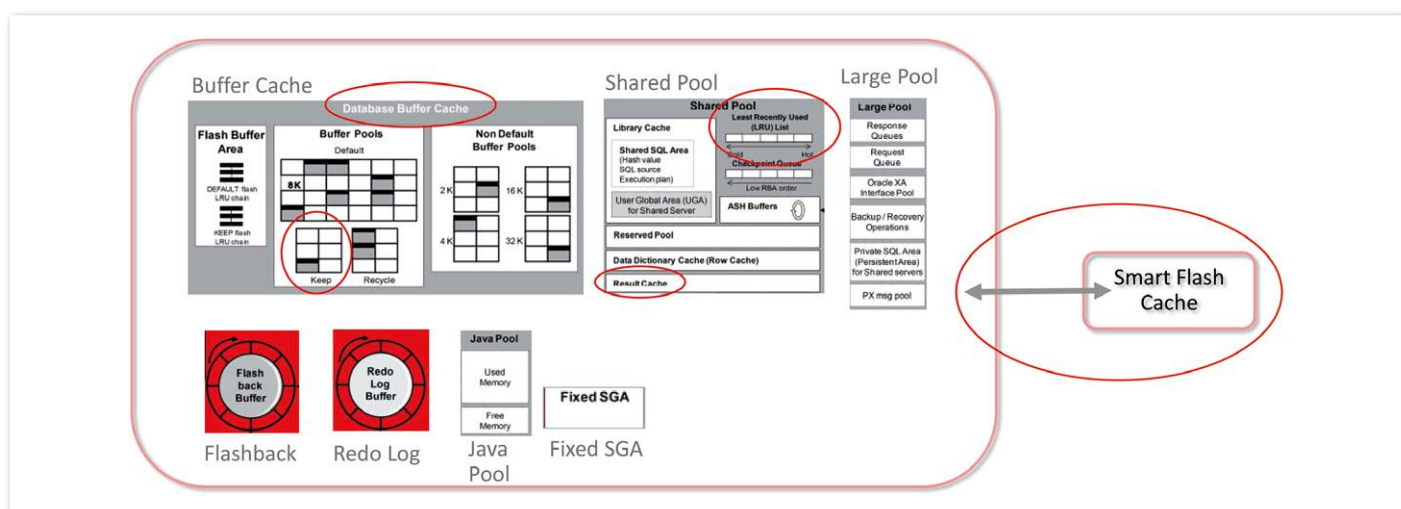 Buffer Cache
Database Buffer Cache
Flash Buffer
Area
DEFAULT flash
LRU chain
KEEP flash
LRU chain
Buffer Pools
Default
8K
Keep
Recycle
Non Default
Buffer Pools
2 K
16 K
4 K
32 K
Shared Pool
Shared Pool
Library Cache
Shared SQL Area
(Hash value
SQL source
Execution plan)
User Global Area (UGA)
for Shared Server
Least Recently Used
(LRU) List
Cold
Hot
Checkpoint Queue
Low RBA order
ASH Buffers
Reserved Pool
Data Dictionary Cache (Row Cache)
Result Cache
Large Pool
Large Pool
Response
Queues
Request
Queue
Oracle XA
Interface Pool
Backup / Recovery
Operations
Private SQL Area
(Persistent Area)
for Shared servers
PX msg pool
Smart Flash
Cache
Flash
back
Buffer
Flashback
Redo
Log
Buffer
Redo Log
Java Pool
Used
Memory
Free
Memory
Java
Pool
Fixed SGA
Fixed SGA